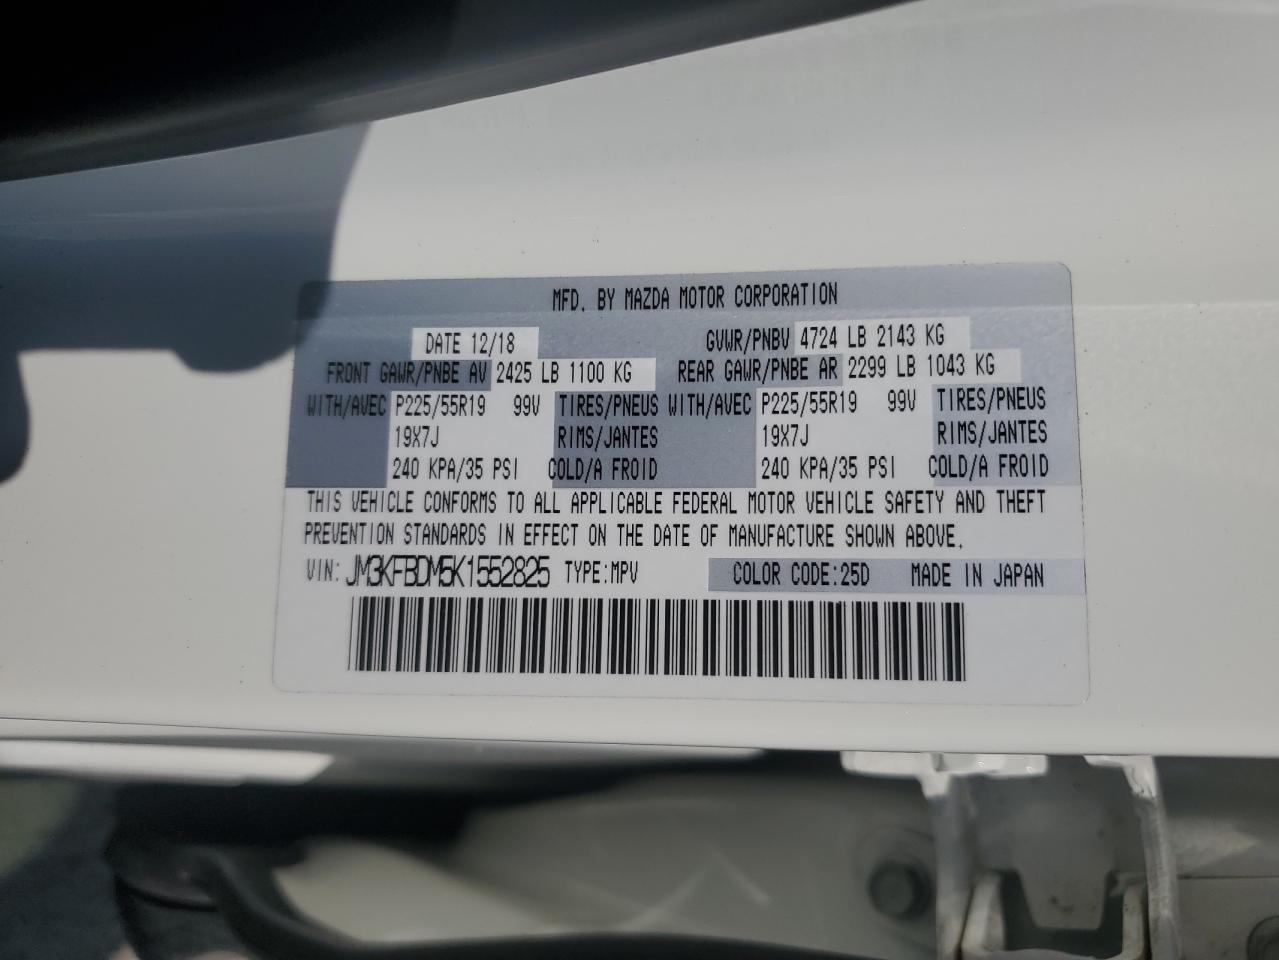 MFD. BY MAZDA MOTOR CORPORATION
DATE 12/18 GVWR/PNBV 4724 LB 2143 KG
FRONT GAWR/PNBE AV 2425 LB 1100 KG REAR GAWR/PNBE AR 2299 LB 1043 KG
WITH/AVEC P225/55R19 99V TIRES/PNEUS WITH/AVEC P225/55R19 99V TIRES/PNEUS
19X7J RIMS/JANTES 19X7J RIMS/JANTES
240 KPA/35 PSI COLD/A FROID 240 KPA/35 PSI COLD/A FROID
THIS VEHICLE CONFORMS TO ALL APPLICABLE FEDERAL MOTOR VEHICLE SAFETY AND THEFT
PREVENTION STANDARDS IN EFFECT ON THE DATE OF MANUFACTURE SHOWN ABOVE.
VIN: JM3KFBDM5K1552825 TYPE:MPV COLOR CODE:25D MADE IN JAPAN